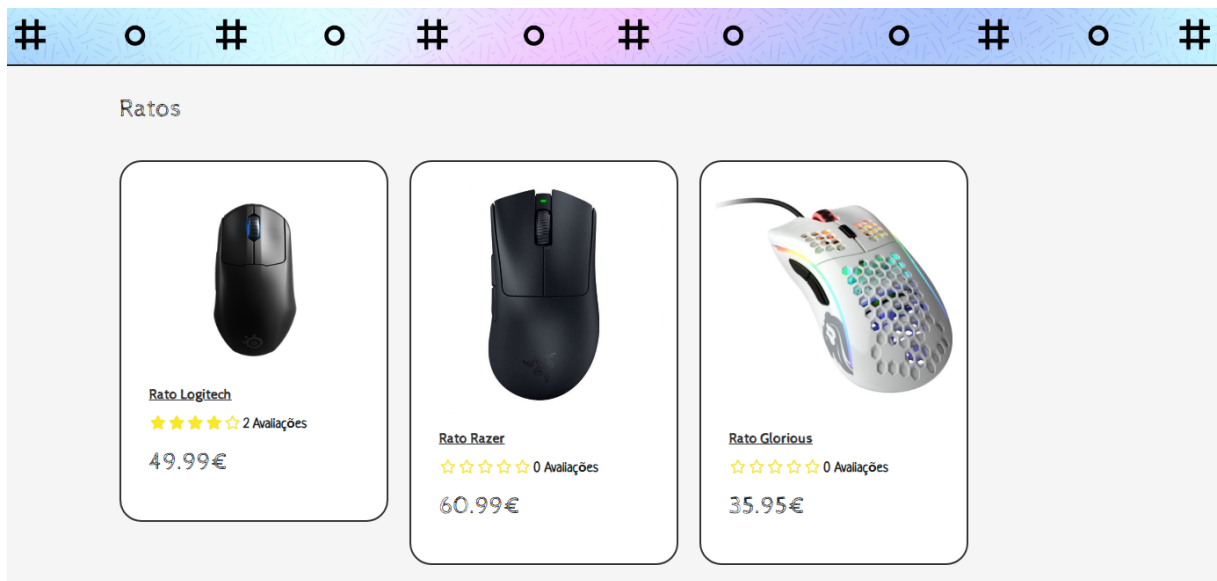 Ratos
Rato Logitech
2 Avaliações
49.99€
Rato Razer
0 Avaliações
60.99€
Rato Glorious
0 Avaliações
35.95€